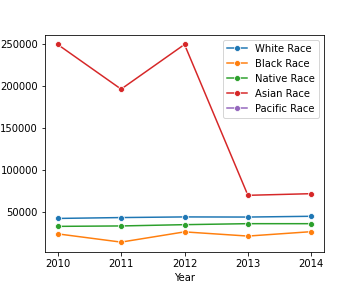 250000
200000
150000
100000
50000
White Race
Black Race
Native Race
Asian Race
Pacific Race
2010 2011 2012 2013 2014
Year